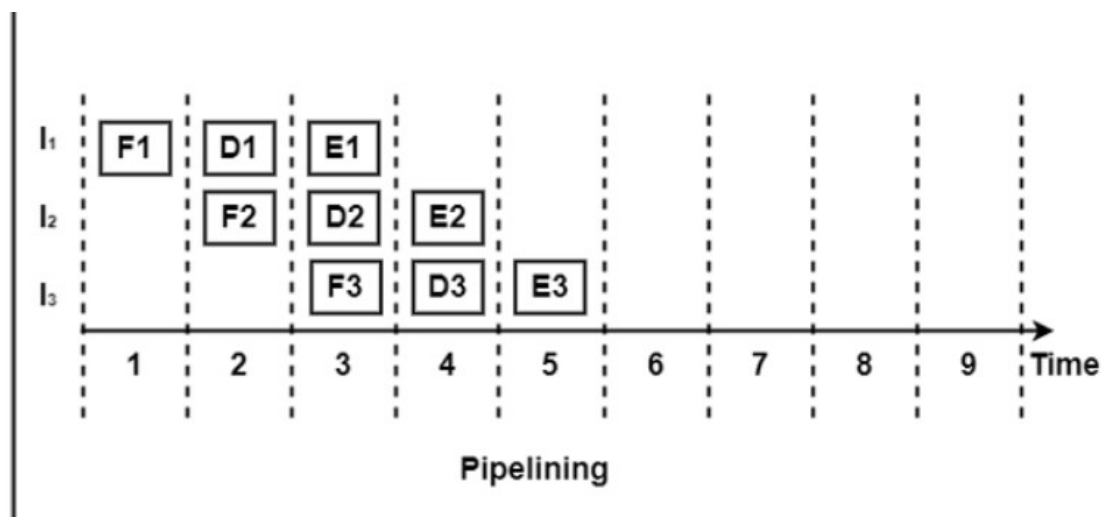 I₁ F1 D1 E1
I₂ F2 D2 E2
I₃ F3 D3 E3
1 2 3 4 5 6 7 8 9 Time
Pipelining